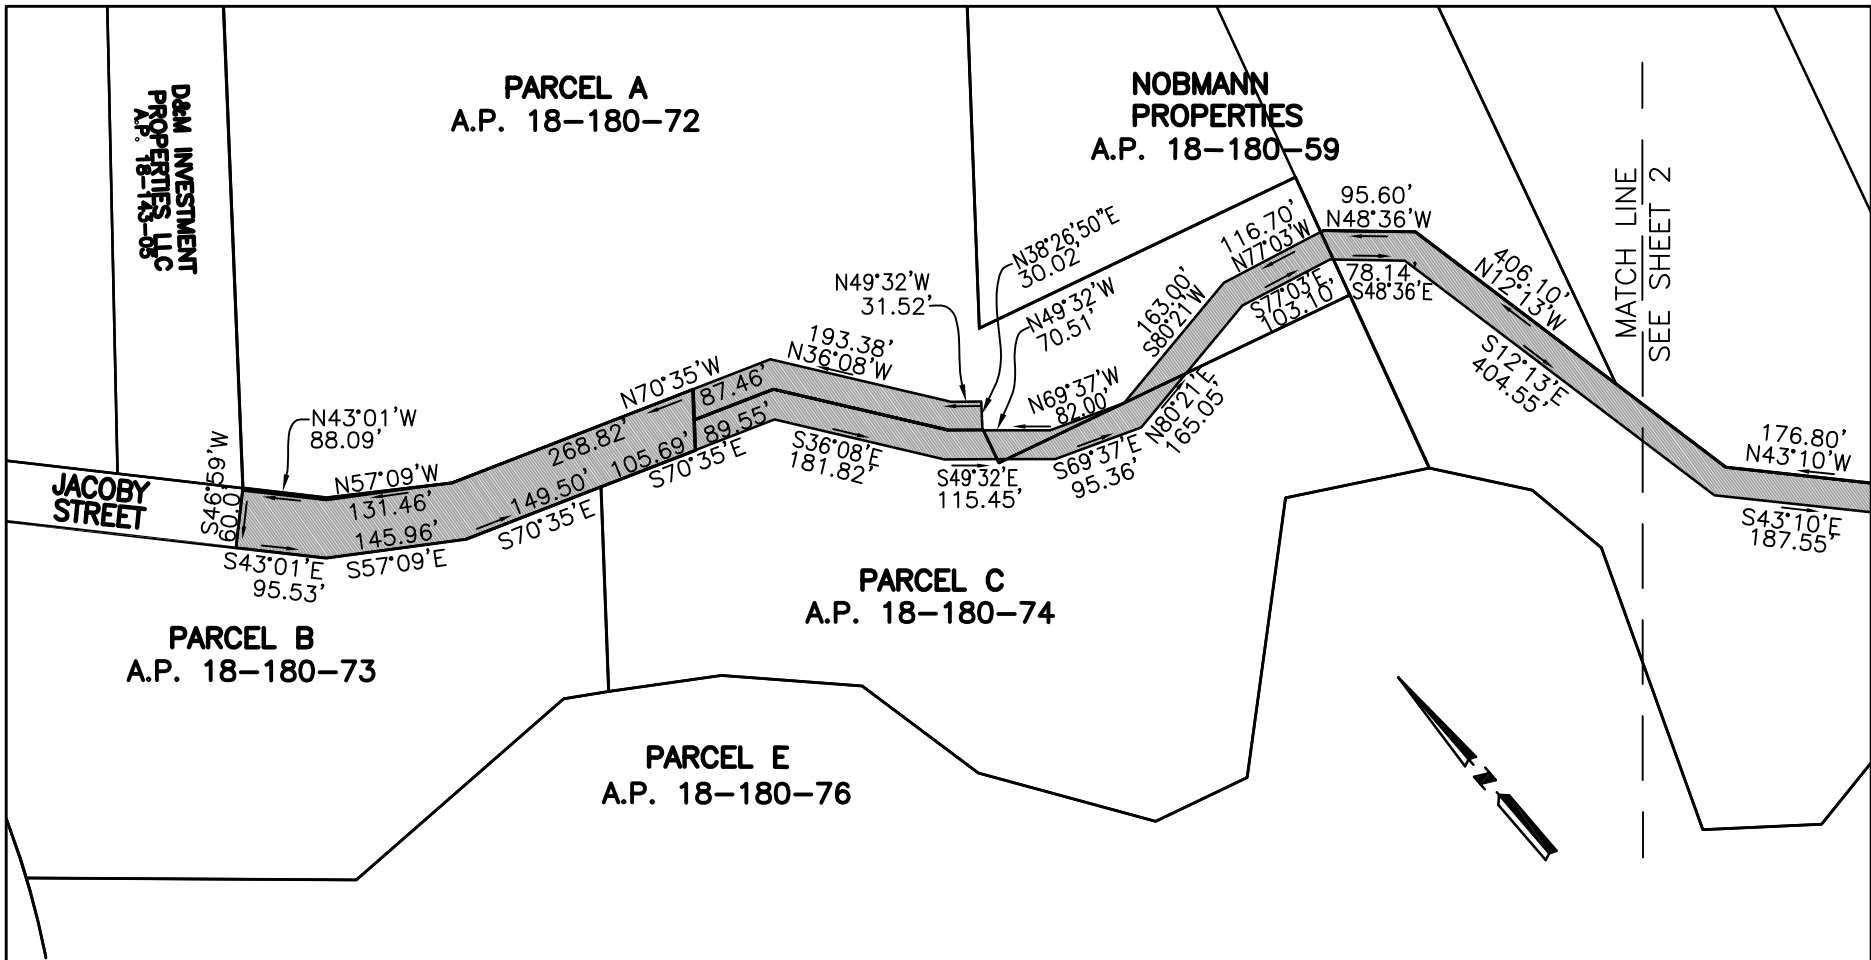 PARCEL A
A.P. 18-180-72
NOBMANN
PROPERTIES
A.P. 18-180-59
D&M INVESTMENT
PROPERTIES LLC
A.P. 18-143-05
MATCH LINE
SEE SHEET 2
95.60'
N48°36'W
116.70'
N77°03'W
N38°26'50"E
30.02'
N49°32'W
31.52'
N49°32'W
70.51'
163.00'
S80°21'W
S77°03'E
103.10'
78.14'
S48°36'E
406.10'
N12°13'W
S12°13'E
404.55'
193.38'
N36°08'W
N70°35'W
87.46'
N69°37'W
82.00'
N80°21'E
165.05'
N43°01'W
88.09'
268.82'
105.69'
89.55'
S70°35'E
S36°08'E
181.82'
S69°37'E
95.36'
S49°32'E
115.45'
176.80'
N43°10'W
S43°10'E
187.55'
JACOBY
STREET
S46°59'W
60.0'
N57°09'W
131.46'
145.96'
S57°09'E
149.50'
S70°35'E
S43°01'E
95.53'
PARCEL C
A.P. 18-180-74
PARCEL B
A.P. 18-180-73
PARCEL E
A.P. 18-180-76
N